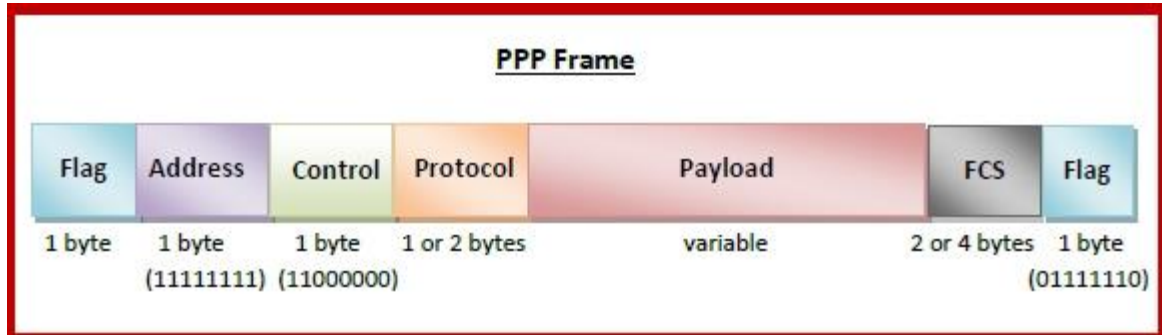 PPP Frame
Flag Address Control Protocol Payload FCS Flag
1 byte 1 byte 1 byte 1 or 2 bytes variable 2 or 4 bytes 1 byte
(11111111) (11000000) (01111110)